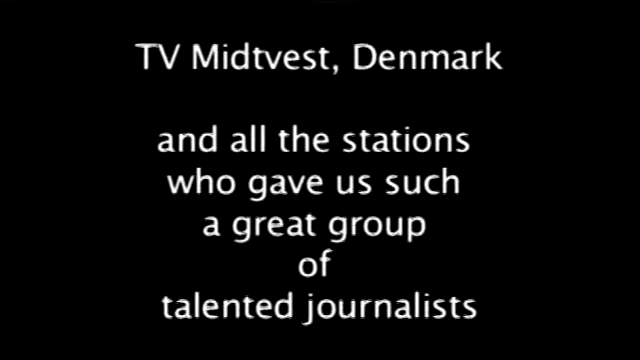 TV Midtvest, Denmark
and all the stations
who gave us such
a great group
of
talented journalists